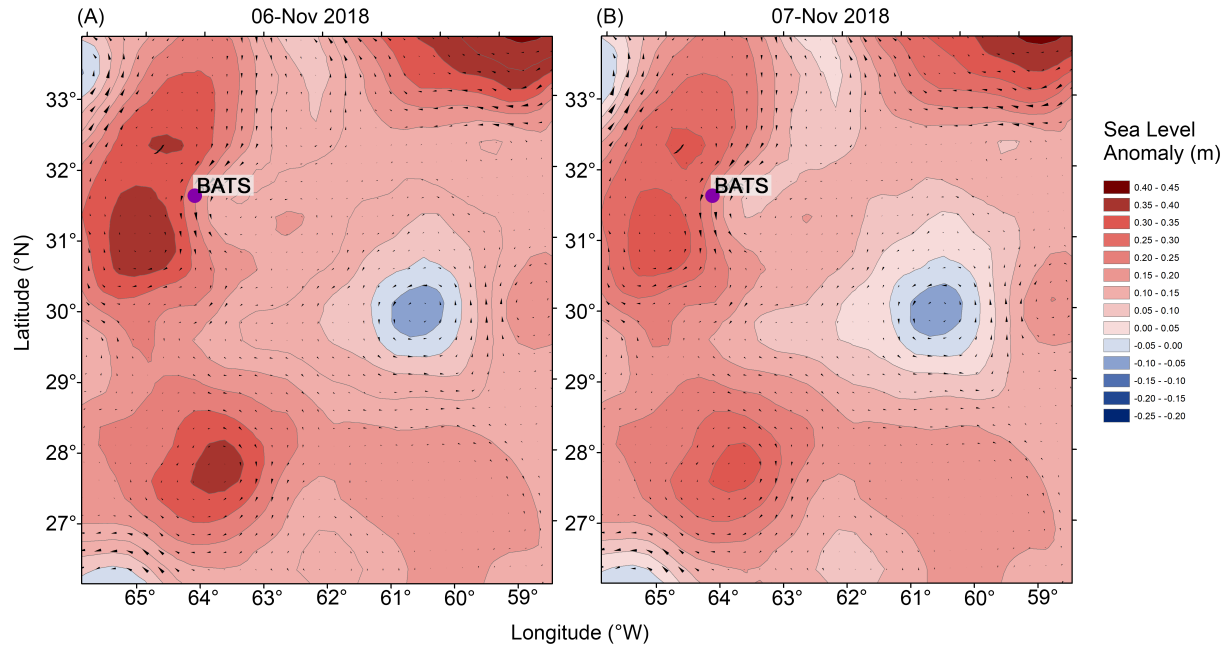 (A) 06-Nov 2018
(B) 07-Nov 2018
33°
32°
31°
30°
29°
28°
27°
Latitude (°N)
BATS
65° 64° 63° 62° 61° 60° 59°
33°
32°
31°
30°
29°
28°
27°
BATS
65° 64° 63° 62° 61° 60° 59°
Longitude (°W)
Sea Level
Anomaly (m)
0.40 - 0.45
0.35 - 0.40
0.30 - 0.35
0.25 - 0.30
0.20 - 0.25
0.15 - 0.20
0.10 - 0.15
0.05 - 0.10
0.00 - 0.05
-0.05 - 0.00
-0.10 - -0.05
-0.15 - -0.10
-0.20 - -0.15
-0.25 - -0.20